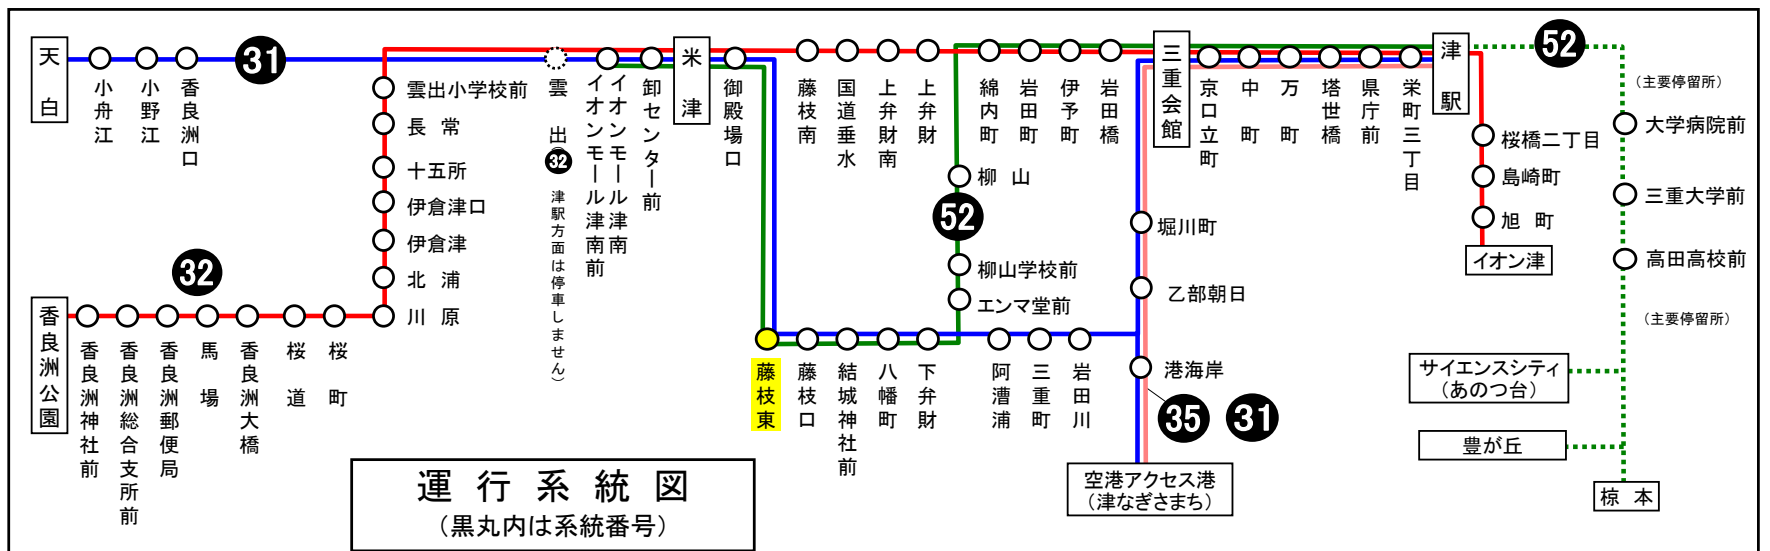 天白
小舟江
小野江
香良洲口
31
雲出小学校前
長常
十五所
伊倉津口
伊倉津
北浦
川原
32
香良洲公園
香良洲神社前
香良洲総合支所前
香良洲郵便局
馬場
香良洲大橋
桜道
桜町
雲出
32
津駅方面は停車しません)
イオンモール津南前
イオンモール津南
卸センター前
米津
御殿場口
藤枝南
国道垂水
上弁財南
上弁財
綿内町
岩田町
伊予町
岩田橋
三重会館
京口立町
中町
万町
塔世橋
県庁前
栄町三丁目
津駅
52
(主要停留所)
大学病院前
三重大学前
高田高校前
(主要停留所)
サイエンスシティ
(あのつ台)
豊が丘
椋本
桜橋二丁目
島崎町
旭町
イオン津
柳山
52
柳山学校前
エンマ堂前
藤枝東
藤枝口
結城神社前
八幡町
下弁財
阿漕浦
三重町
岩田川
堀川町
乙部朝日
港海岸
35
31
空港アクセス港
(津なぎさまち)
運行系統図
(黒丸内は系統番号)